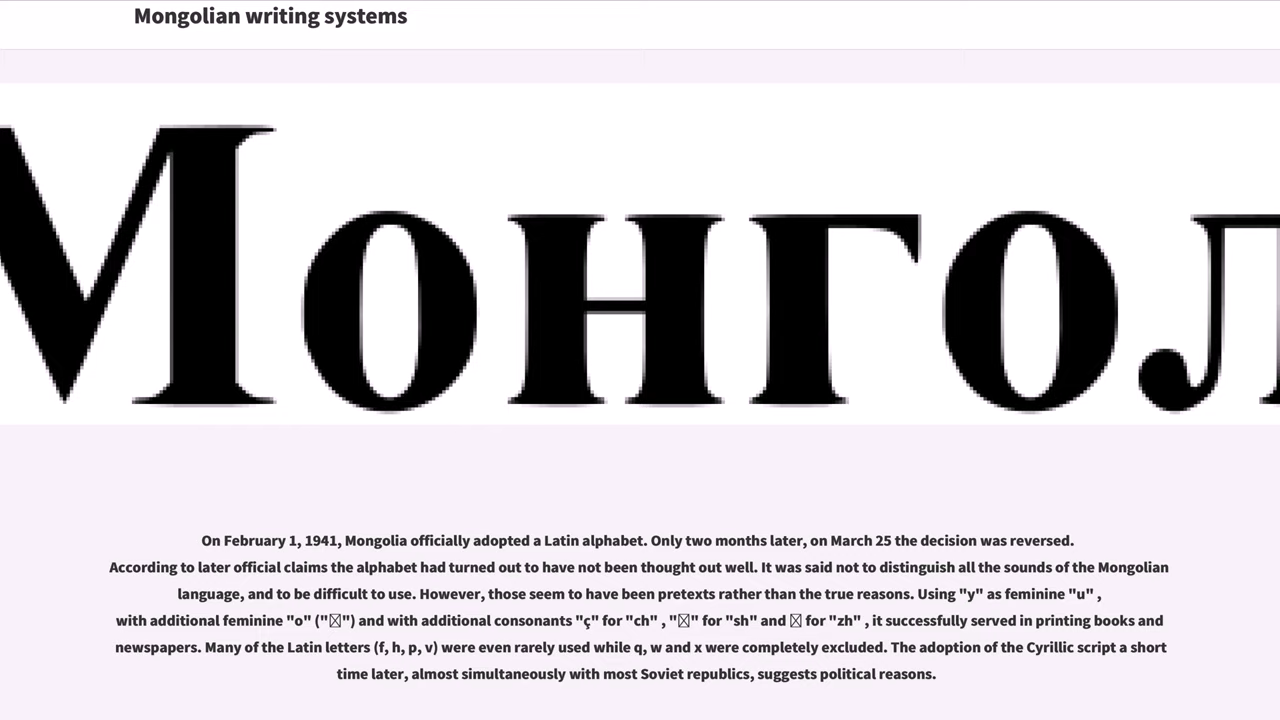 Mongolian writing systems
Монгол
On February 1, 1941, Mongolia officially adopted a Latin alphabet. Only two months later, on March 25 the decision was reversed.
According to later official claims the alphabet had turned out to have not been thought out well. It was said not to distinguish all the sounds of the Mongolian
language, and to be difficult to use. However, those seem to have been pretexts rather than the true reasons. Using "y" as feminine "u" ,
with additional feminine "o" ("") and with additional consonants "ç" for "ch" , "" for "sh" and for "zh" , it successfully served in printing books and
newspapers. Many of the Latin letters (f, h, p, v) were even rarely used while q, w and x were completely excluded. The adoption of the Cyrillic script a short
time later, almost simultaneously with most Soviet republics, suggests political reasons.